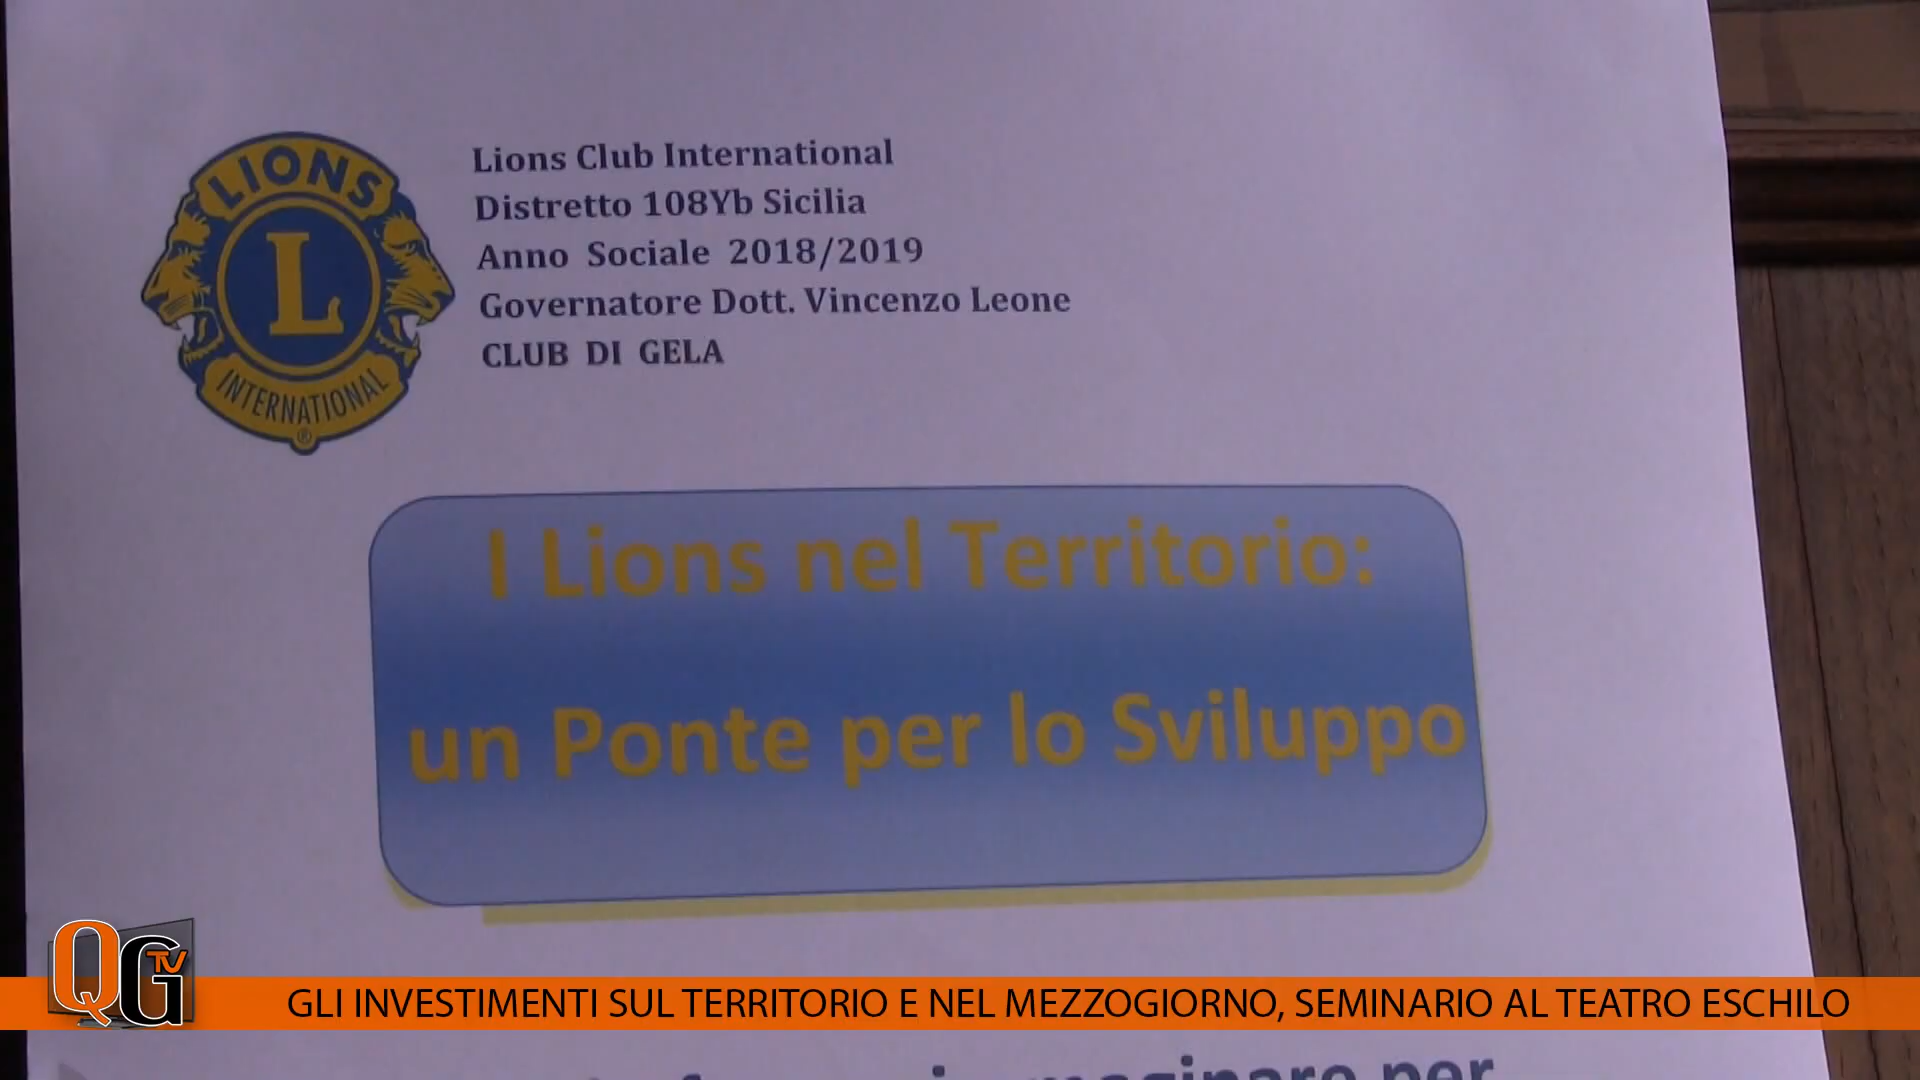 LIONS
L
INTERNATIONAL
®
Lions Club International
Distretto 108Yb Sicilia
Anno Sociale 2018/2019
Governatore Dott. Vincenzo Leone
CLUB DI GELA
I Lions nel Territorio:
un Ponte per lo Sviluppo
QG TV
GLI INVESTIMENTI SUL TERRITORIO E NEL MEZZOGIORNO, SEMINARIO AL TEATRO ESCHILO
per